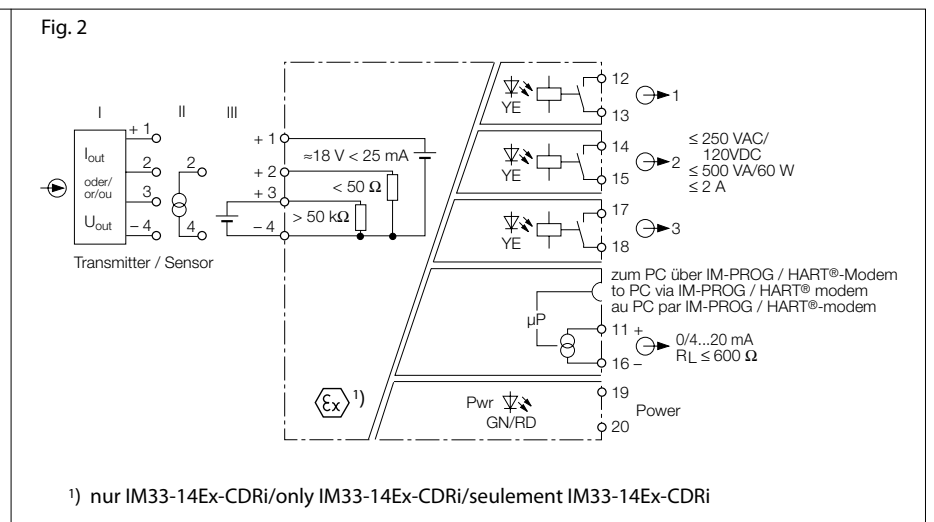 Fig. 2
I II III
Iout
oder/
or/ou
Uout
+ 1
2
3
– 4
2
4
Transmitter / Sensor
+ 1
+ 2
+ 3
– 4
≈18 V < 25 mA
< 50 Ω
> 50 kΩ
Ex 1)
YE
12
13
1
YE
14
15
2
≤ 250 VAC/
120VDC
≤ 500 VA/60 W
≤ 2 A
YE
17
18
3
zum PC über IM-PROG / HART®-Modem
to PC via IM-PROG / HART® modem
au PC par IM-PROG / HART®-modem
µP
11 +
16 –
0/4...20 mA
RL ≤ 600 Ω
Pwr
GN/RD
19
20
Power
1) nur IM33-14Ex-CDRi/only IM33-14Ex-CDRi/seulement IM33-14Ex-CDRi